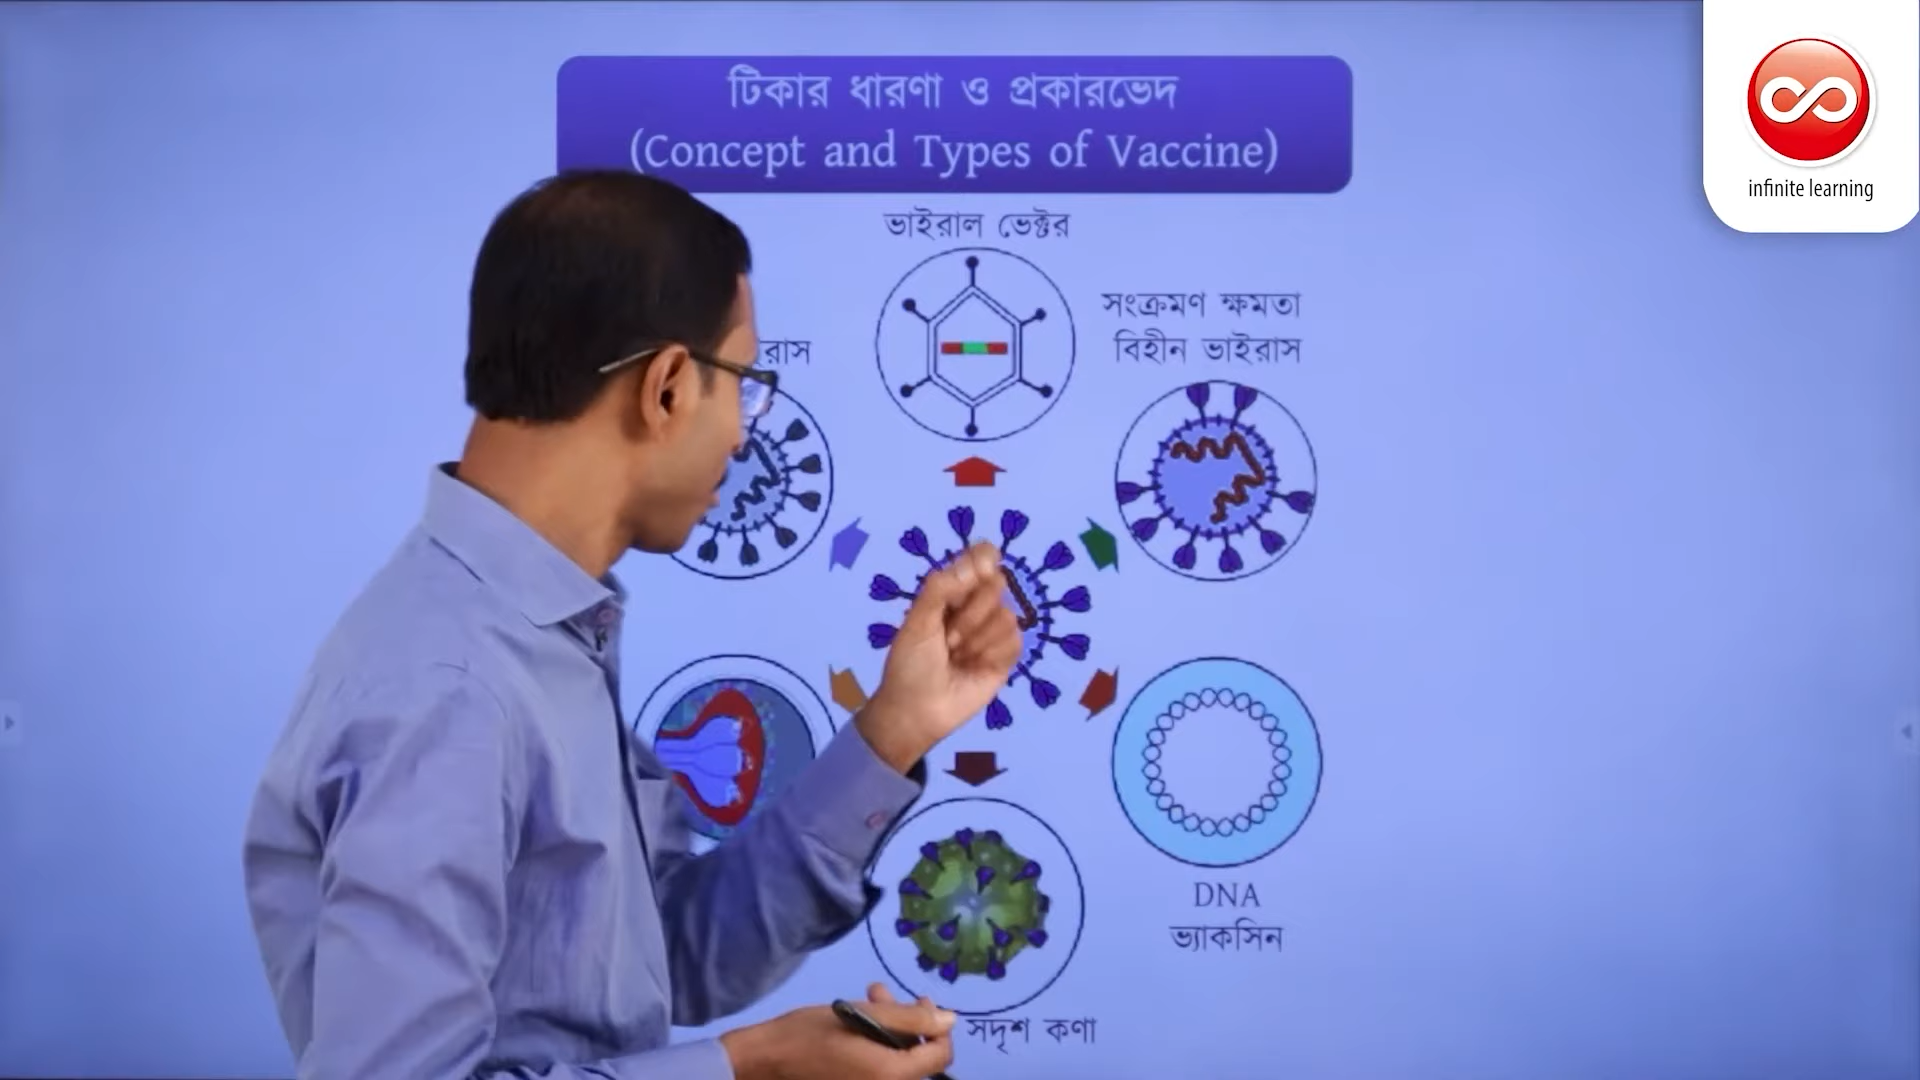 টিকার ধারণা ও প্রকারভেদ
(Concept and Types of Vaccine)
infinite learning
ভাইরাল ভেক্টর
সংক্রমণ ক্ষমতা
বিহীন ভাইরাস
DNA
ভ্যাকসিন
সদৃশ কণা